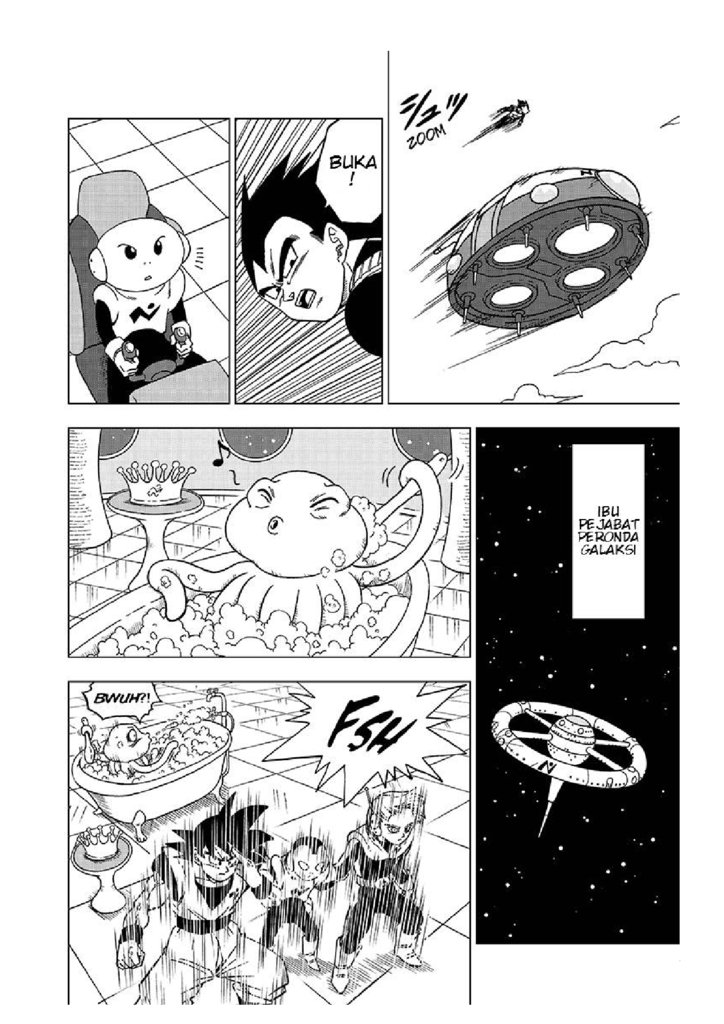 シュッ
ZOOM
BUKA
!
IBU
PEJABAT
PERONDA
GALAKSI
BWUH?!
FSH